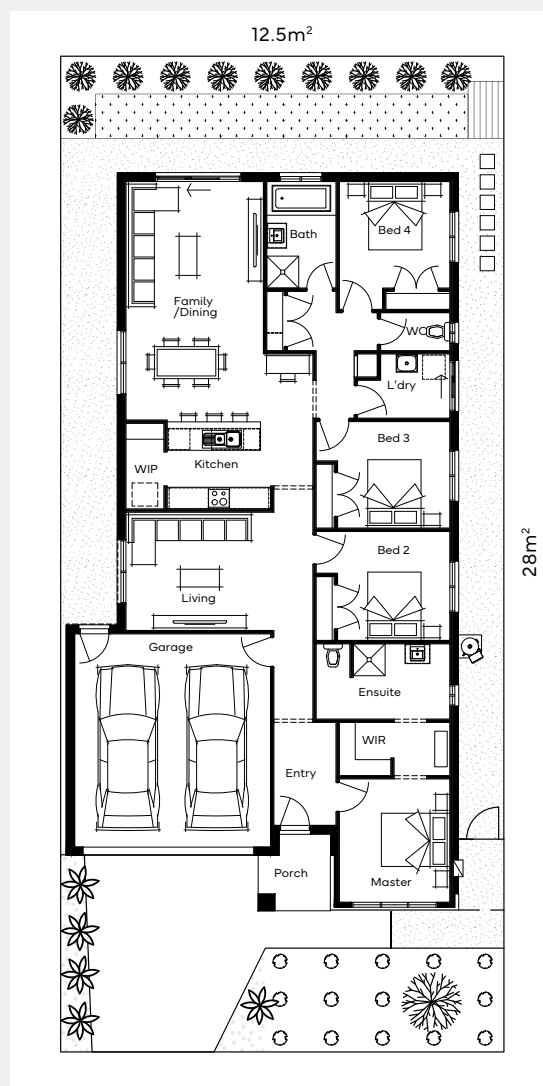 12.5m²
Bath
Bed 4
Family
/Dining
WC
L'dry
Bed 3
Kitchen
WIP
28m²
Bed 2
Living
Garage
Ensuite
WIR
Entry
Porch
Master